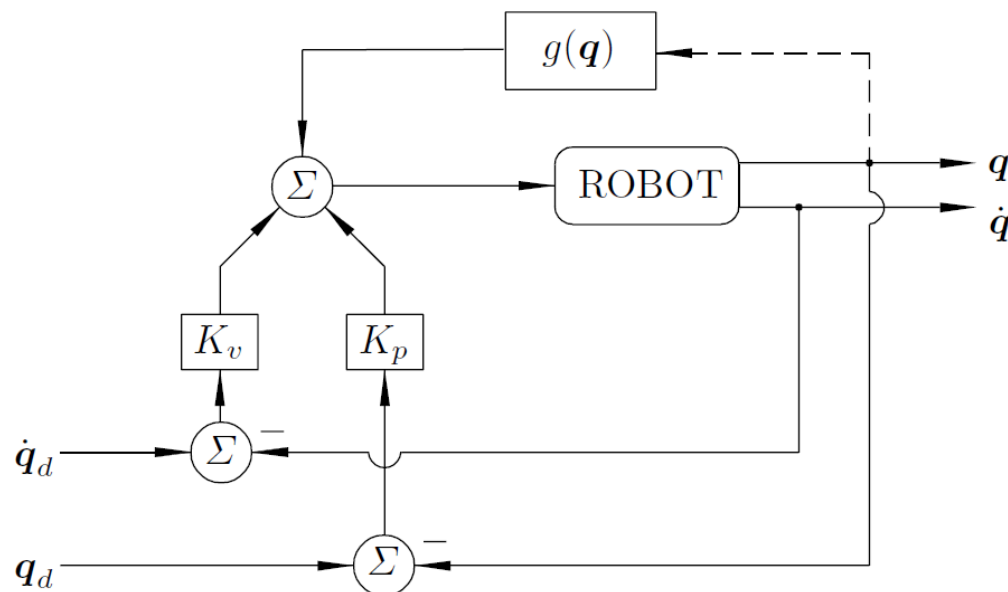 g(q)
Σ
ROBOT
q
q̇
K_v
K_p
q̇_d
Σ
−
q_d
Σ
−